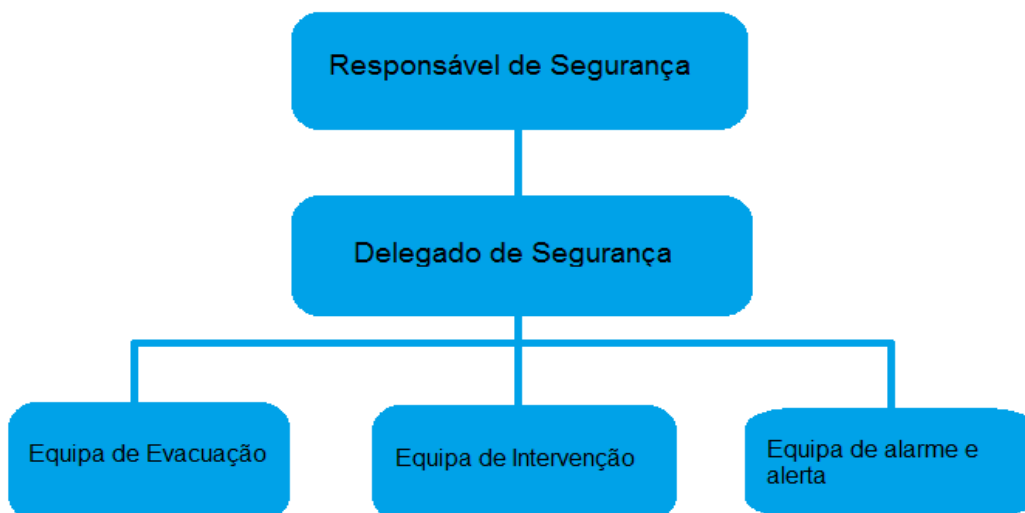 Responsável de Segurança
Delegado de Segurança
Equipa de Evacuação
Equipa de Intervenção
Equipa de alarme e
alerta